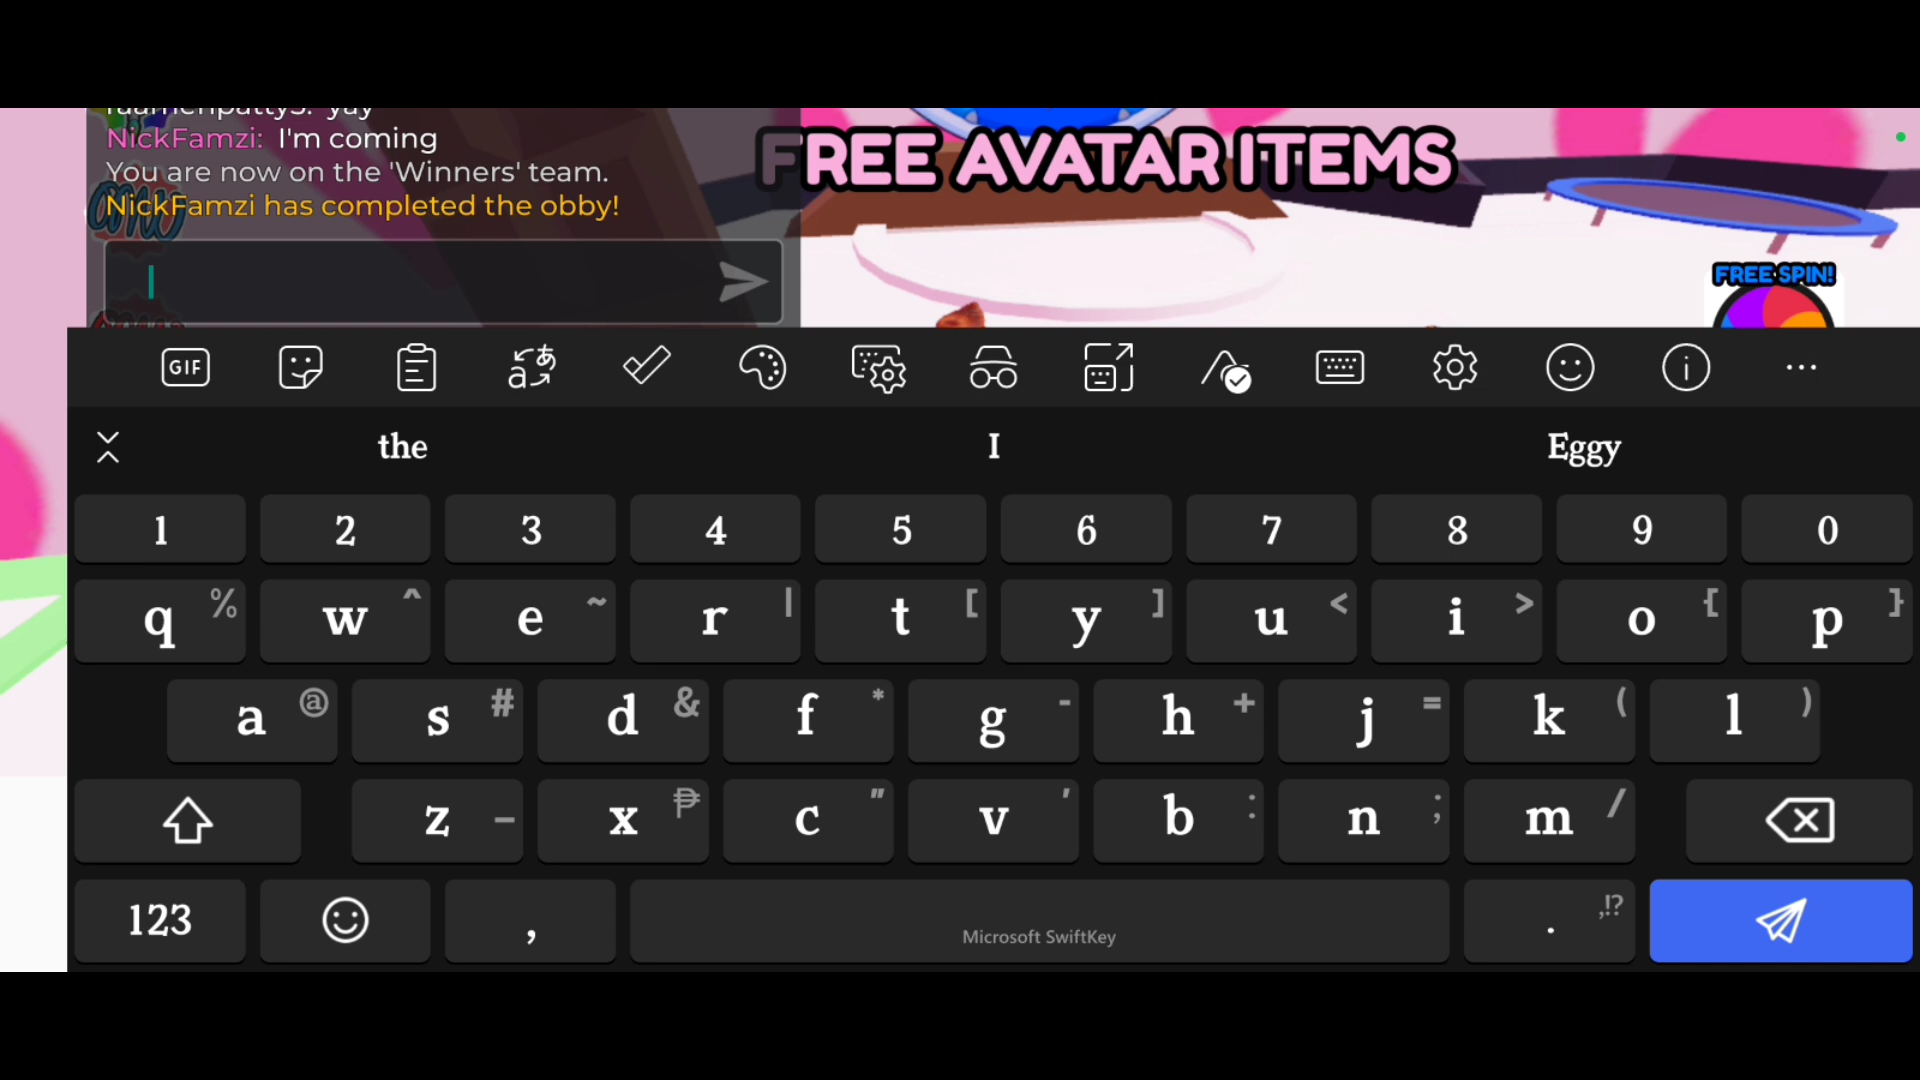 yay
NickFamzi: I'm coming
You are now on the 'Winners' team.
NickFamzi has completed the obby!
FREE AVATAR ITEMS
FREE SPIN!
GIF
the I Eggy
1 2 3 4 5 6 7 8 9 0
q % w ^ e ~ r | t [ y ] u < i > o { p }
a @ s # d & f * g - h + j = k ( l )
z _ x ₱ c " v ' b : n ; m /
123 , Microsoft SwiftKey . ,!?